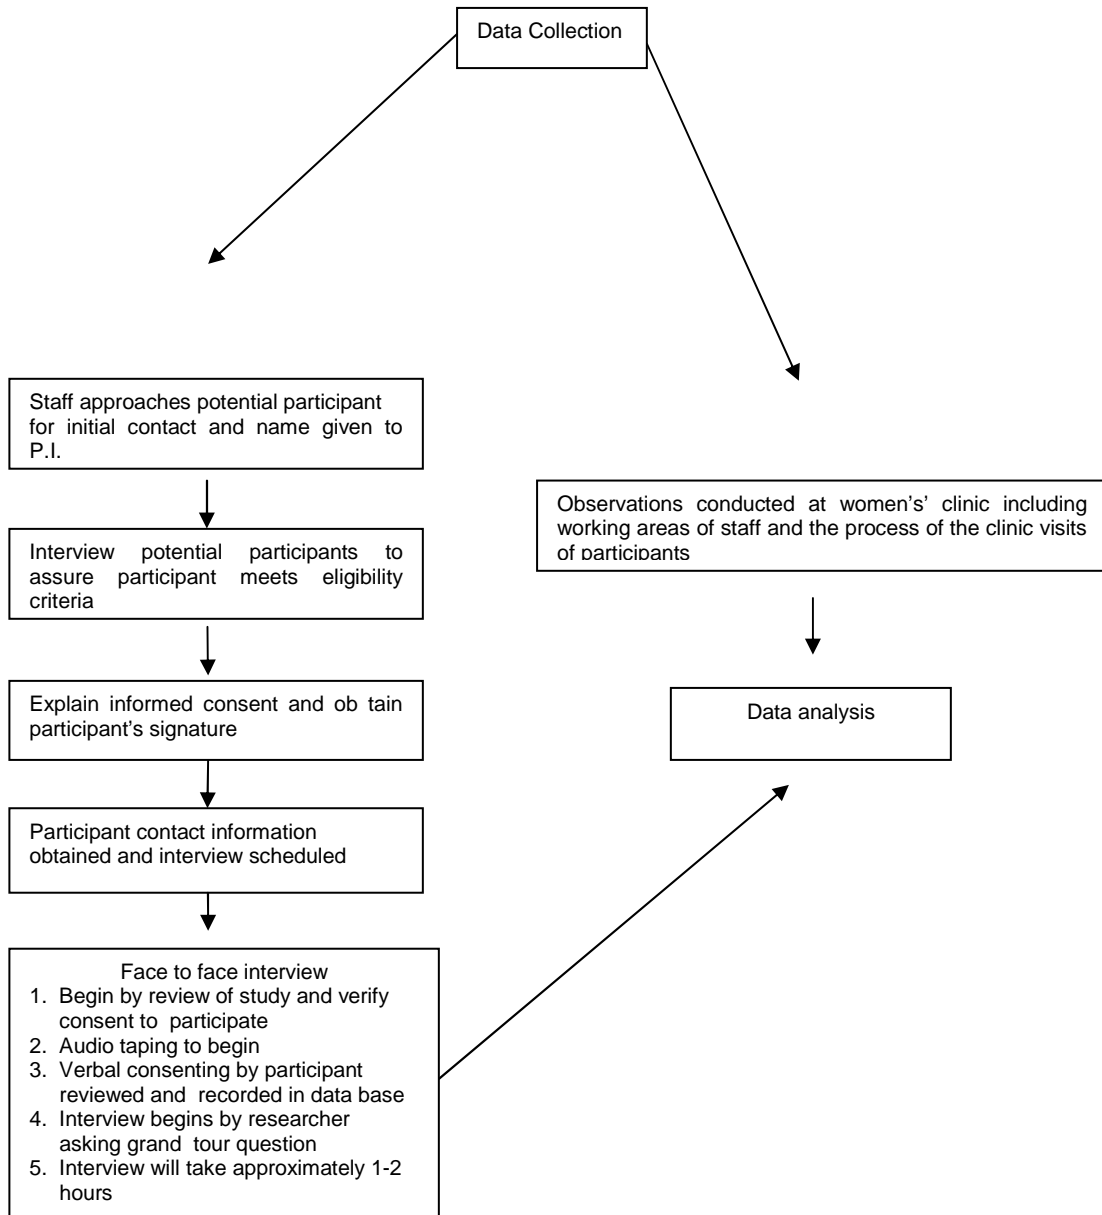 Data Collection
Staff approaches potential participant
for initial contact and name given to
P.I.
Interview potential participants to
assure participant meets eligibility
criteria
Explain informed consent and ob tain
participant’s signature
Participant contact information
obtained and interview scheduled
Face to face interview
1. Begin by review of study and verify
consent to participate
2. Audio taping to begin
3. Verbal consenting by participant
reviewed and recorded in data base
4. Interview begins by researcher
asking grand tour question
5. Interview will take approximately 1-2
hours
Observations conducted at women’s’ clinic including
working areas of staff and the process of the clinic visits
of participants
Data analysis